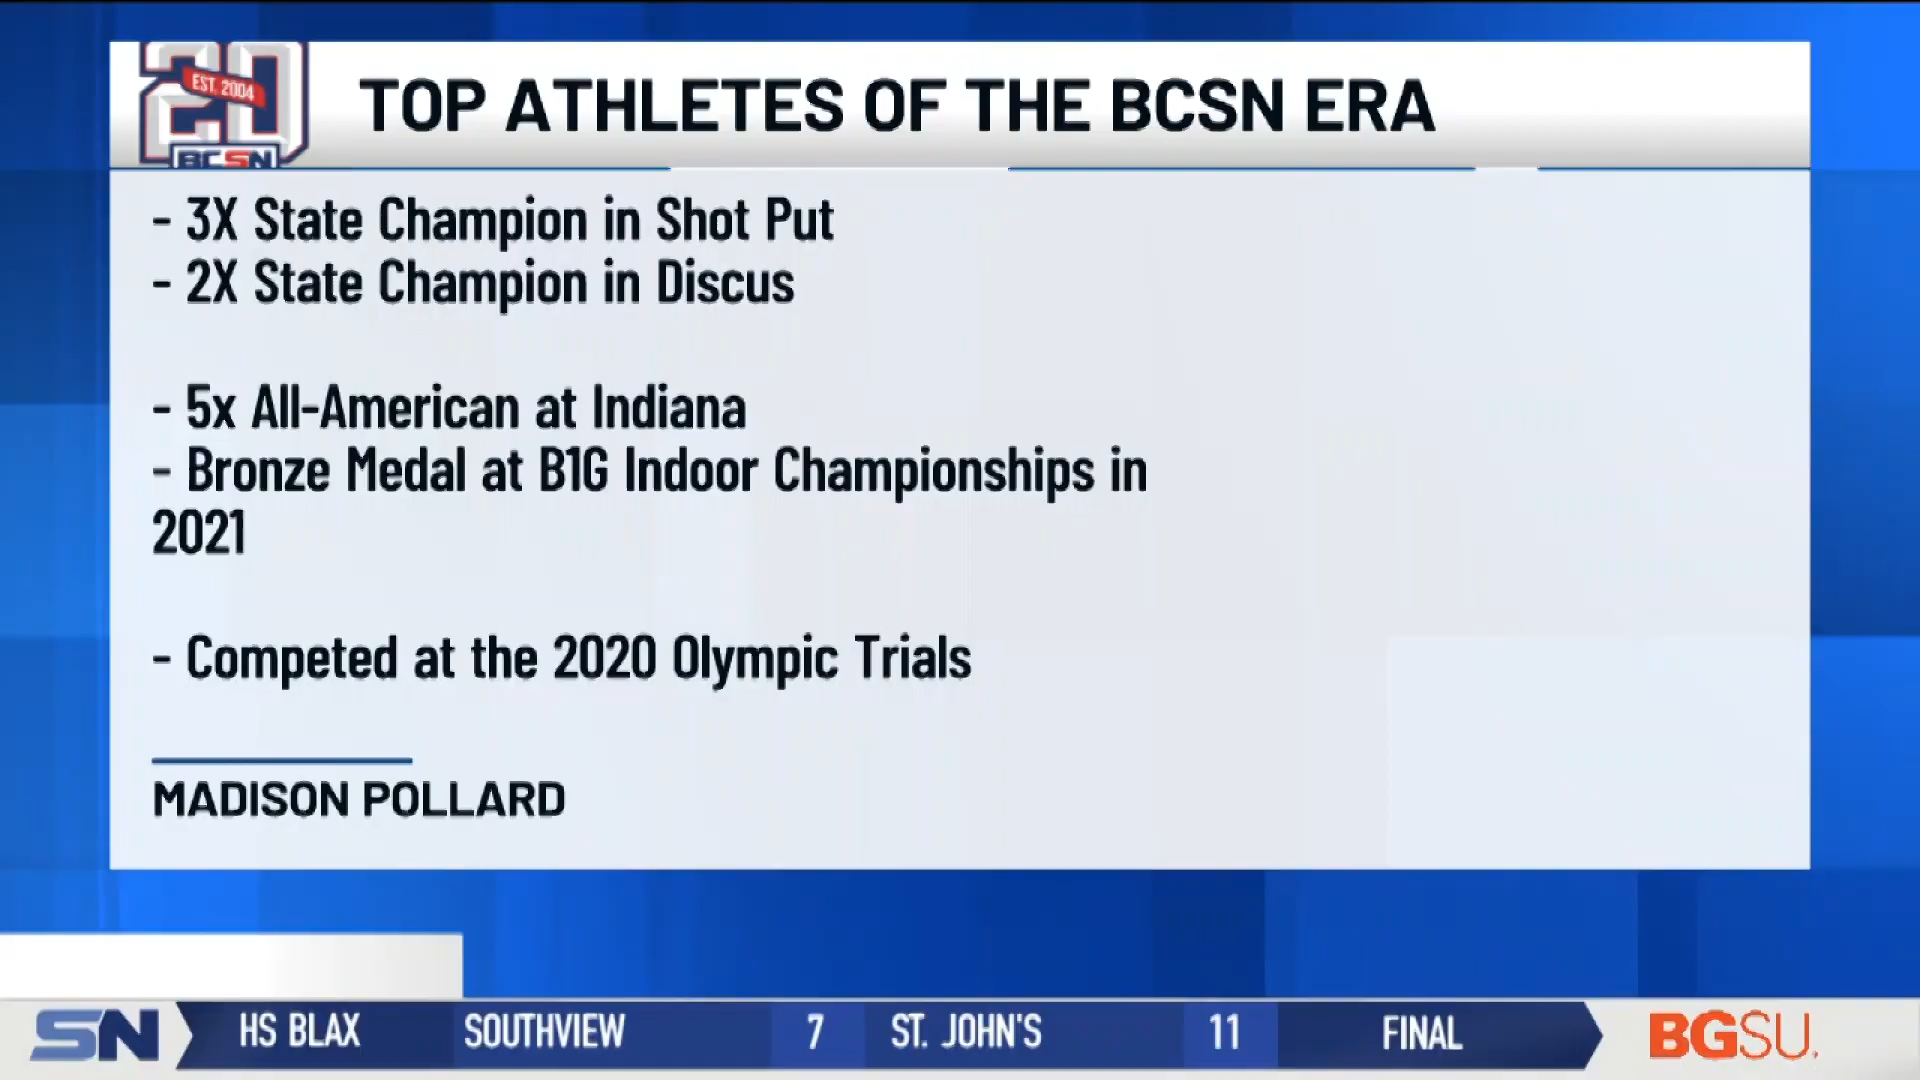 EST. 2004
BCSN
TOP ATHLETES OF THE BCSN ERA
- 3X State Champion in Shot Put
- 2X State Champion in Discus
- 5x All-American at Indiana
- Bronze Medal at B1G Indoor Championships in
2021
- Competed at the 2020 Olympic Trials
MADISON POLLARD
SN HS BLAX SOUTHVIEW 7 ST. JOHN'S 11 FINAL BGSU.